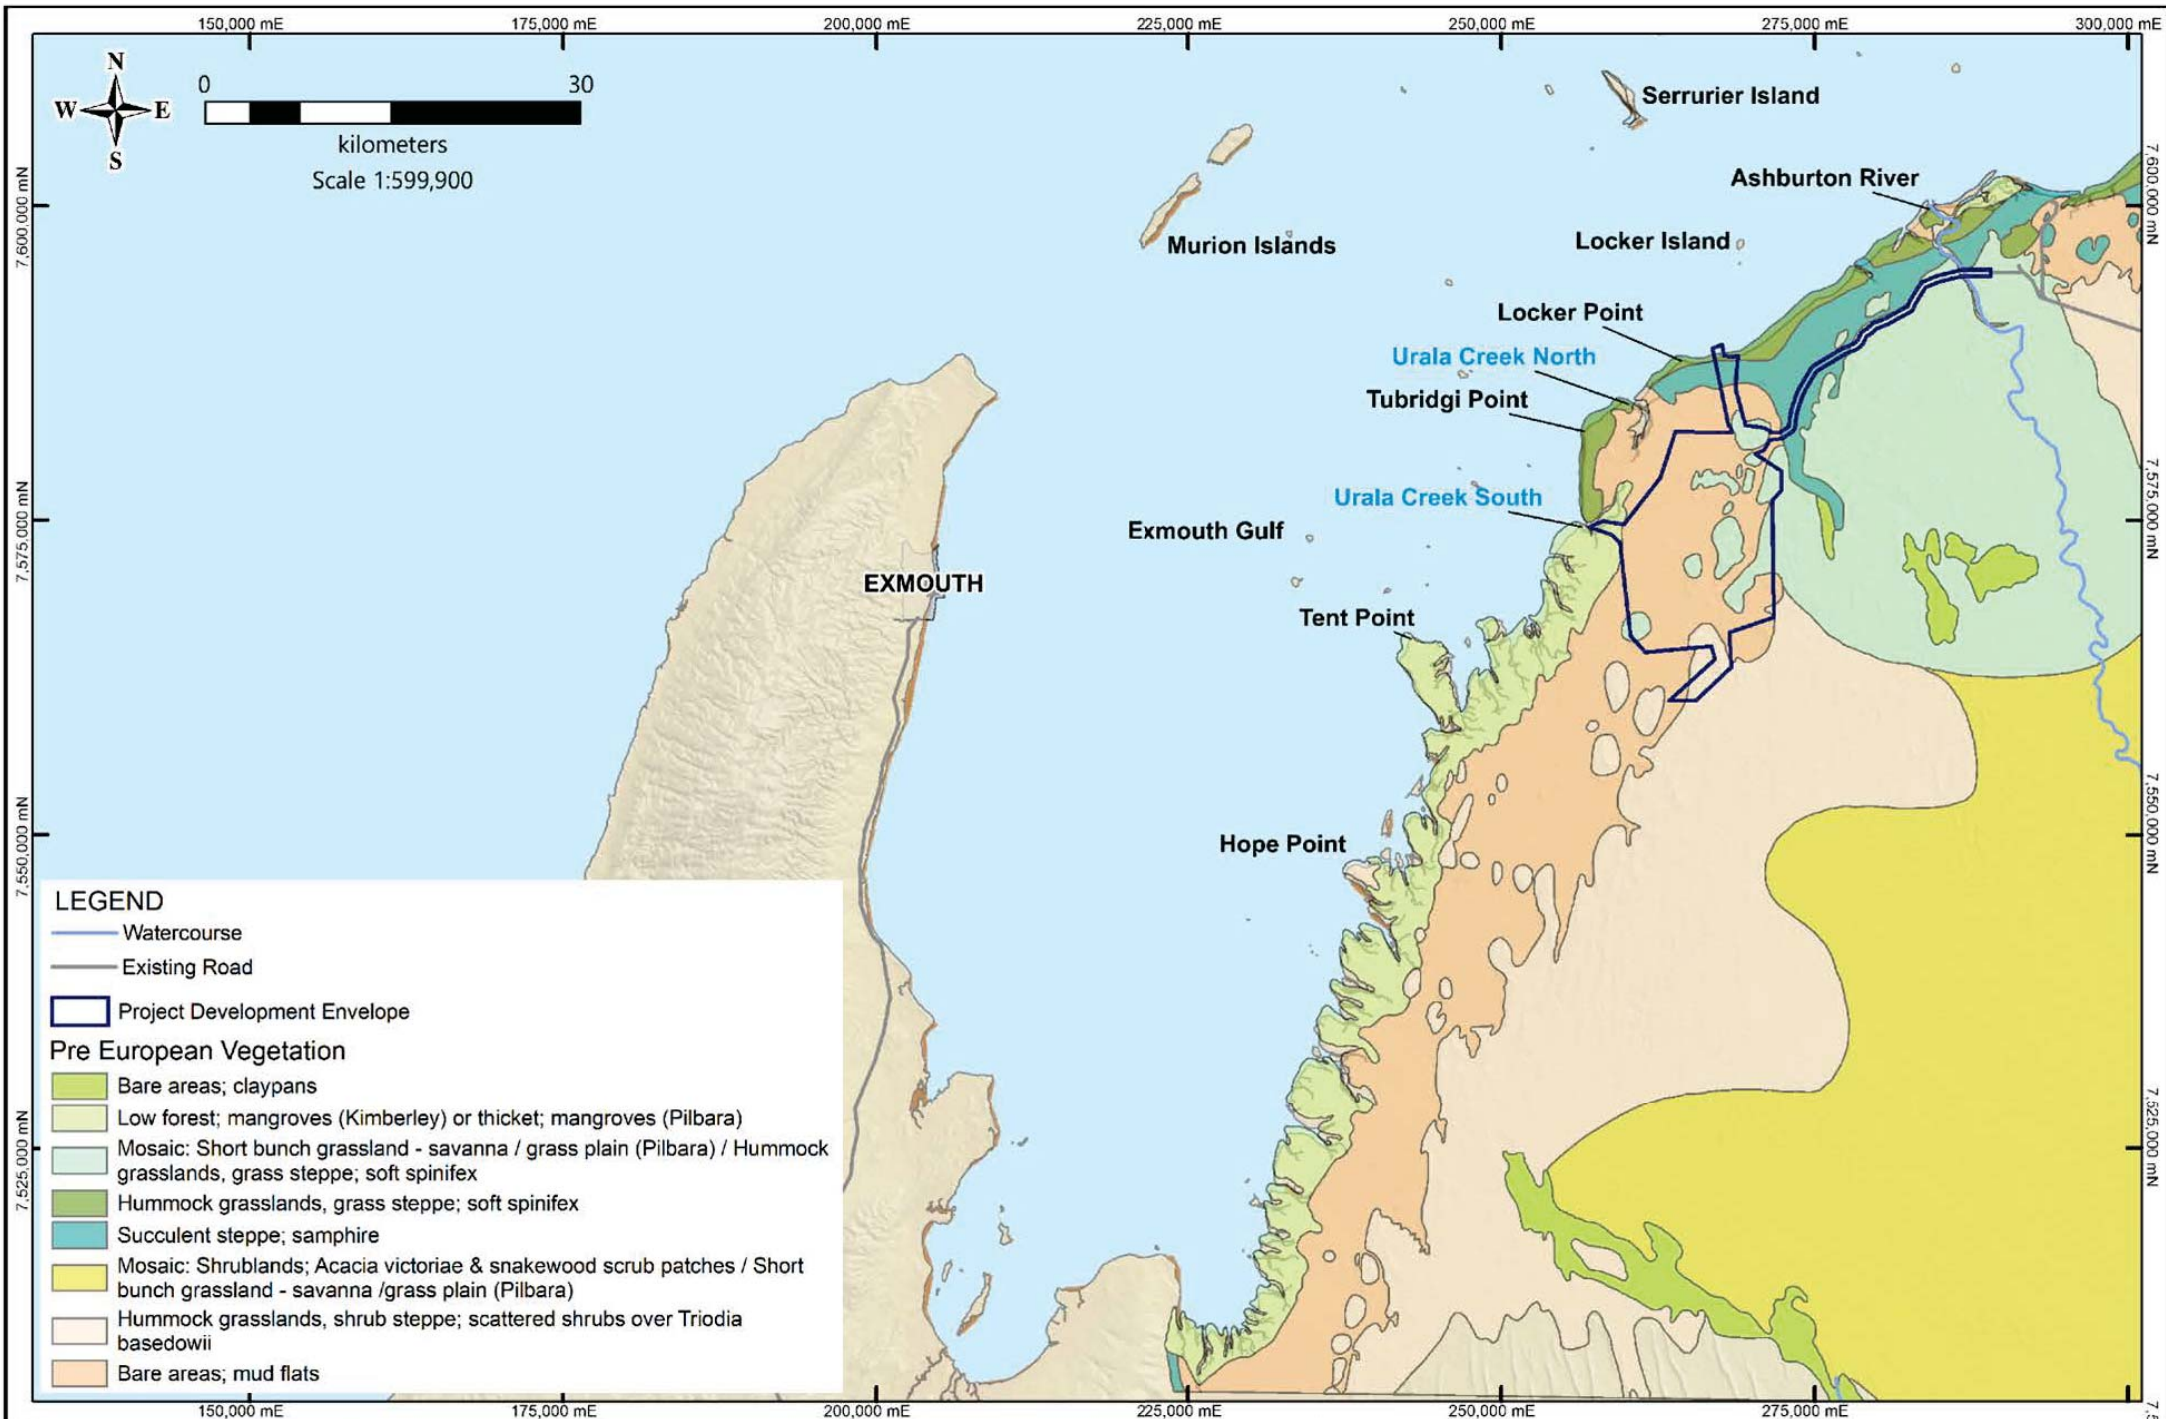 150,000 mE
175,000 mE
200,000 mE
225,000 mE
250,000 mE
275,000 mE
300,000 mE
N
W
E
S
0
30
kilometers
Scale 1:599,900
Serrurier Island
Ashburton River
Murion Islands
Locker Island
Locker Point
Urala Creek North
Tubridgi Point
Urala Creek South
Exmouth Gulf
EXMOUTH
Tent Point
Hope Point
7,600,000 mN
7,575,000 mN
7,550,000 mN
7,525,000 mN
7,600,000 mN
7,575,000 mN
7,550,000 mN
7,525,000 mN
LEGEND
Watercourse
Existing Road
Project Development Envelope
Pre European Vegetation
Bare areas; claypans
Low forest; mangroves (Kimberley) or thicket; mangroves (Pilbara)
Mosaic: Short bunch grassland - savanna / grass plain (Pilbara) / Hummock
grasslands, grass steppe; soft spinifex
Hummock grasslands, grass steppe; soft spinifex
Succulent steppe; samphire
Mosaic: Shrublands; Acacia victoriae & snakewood scrub patches / Short
bunch grassland - savanna /grass plain (Pilbara)
Hummock grasslands, shrub steppe; scattered shrubs over Triodia
basedowii
Bare areas; mud flats
150,000 mE
175,000 mE
200,000 mE
225,000 mE
250,000 mE
275,000 mE